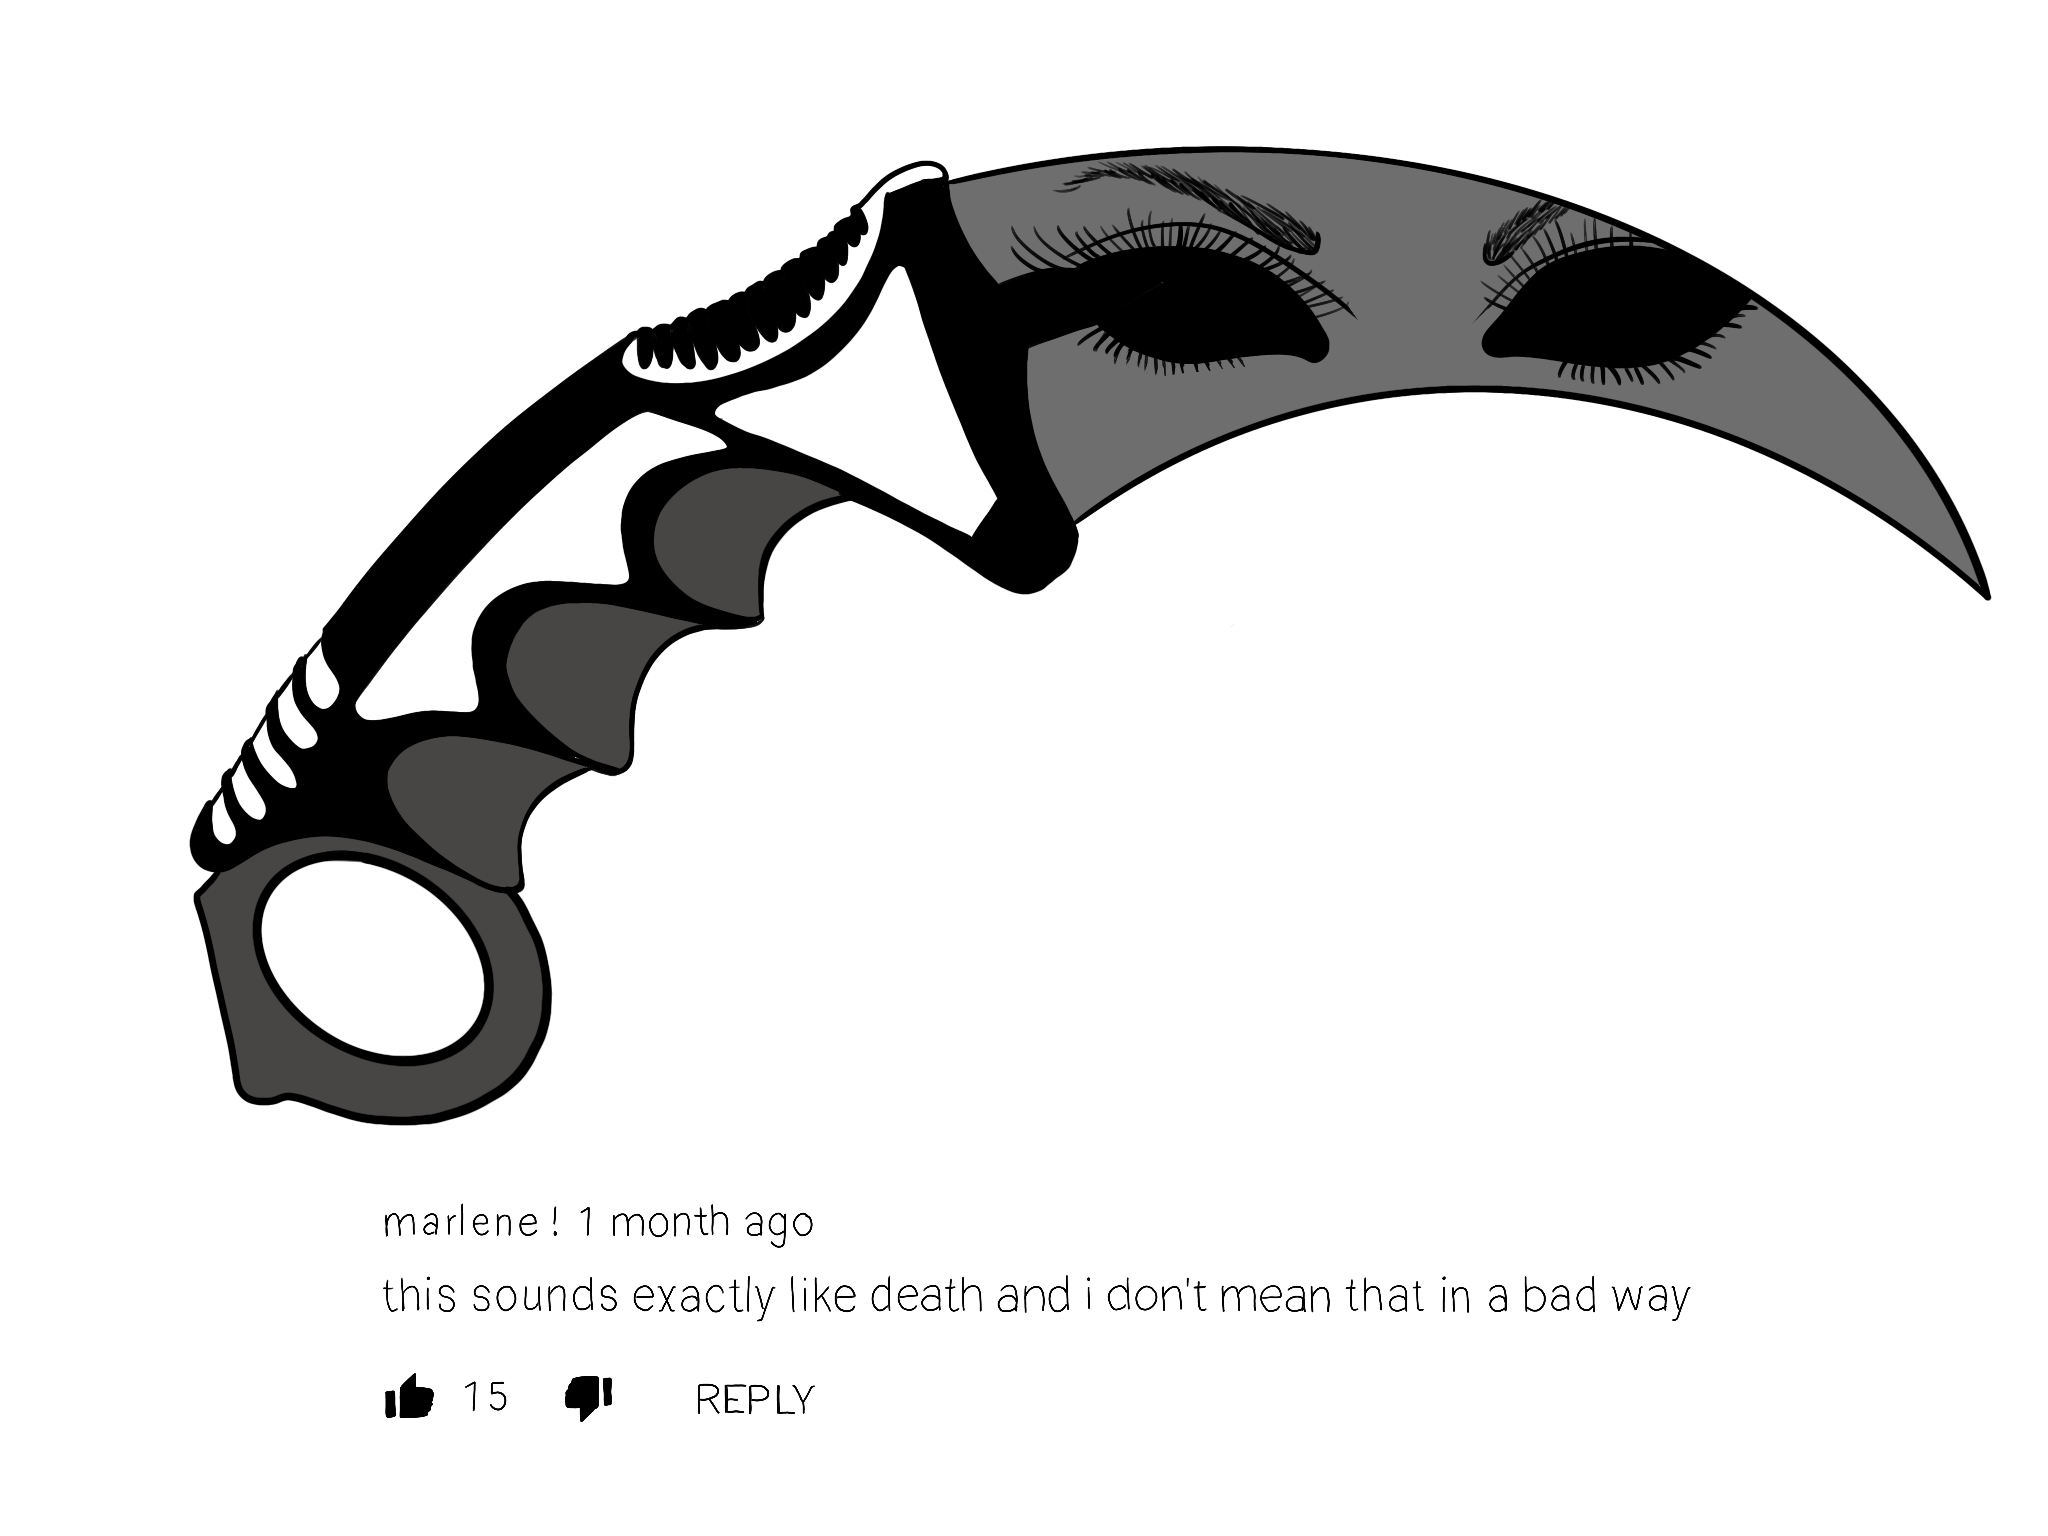 marlene! 1 month ago
this sounds exactly like death and i don't mean that in a bad way
15 REPLY